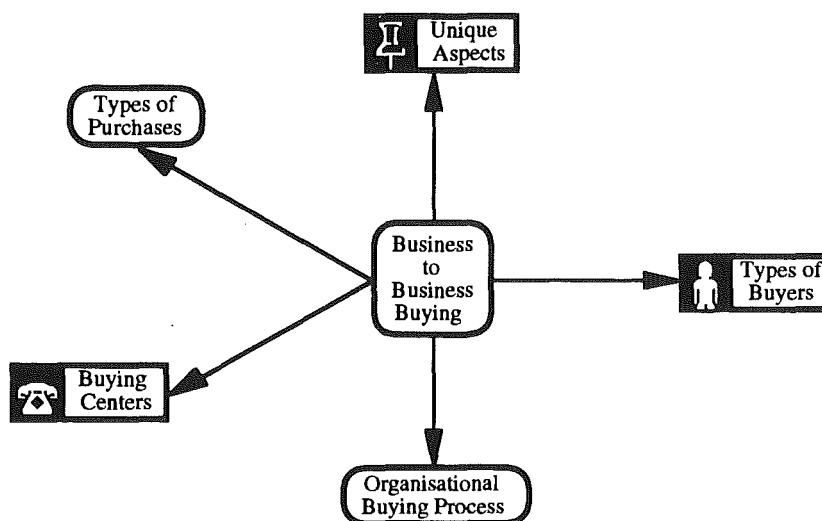 Unique
Aspects
Types of
Purchases
Business
to
Business
Buying
Types of
Buyers
Buying
Centers
Organisational
Buying Process